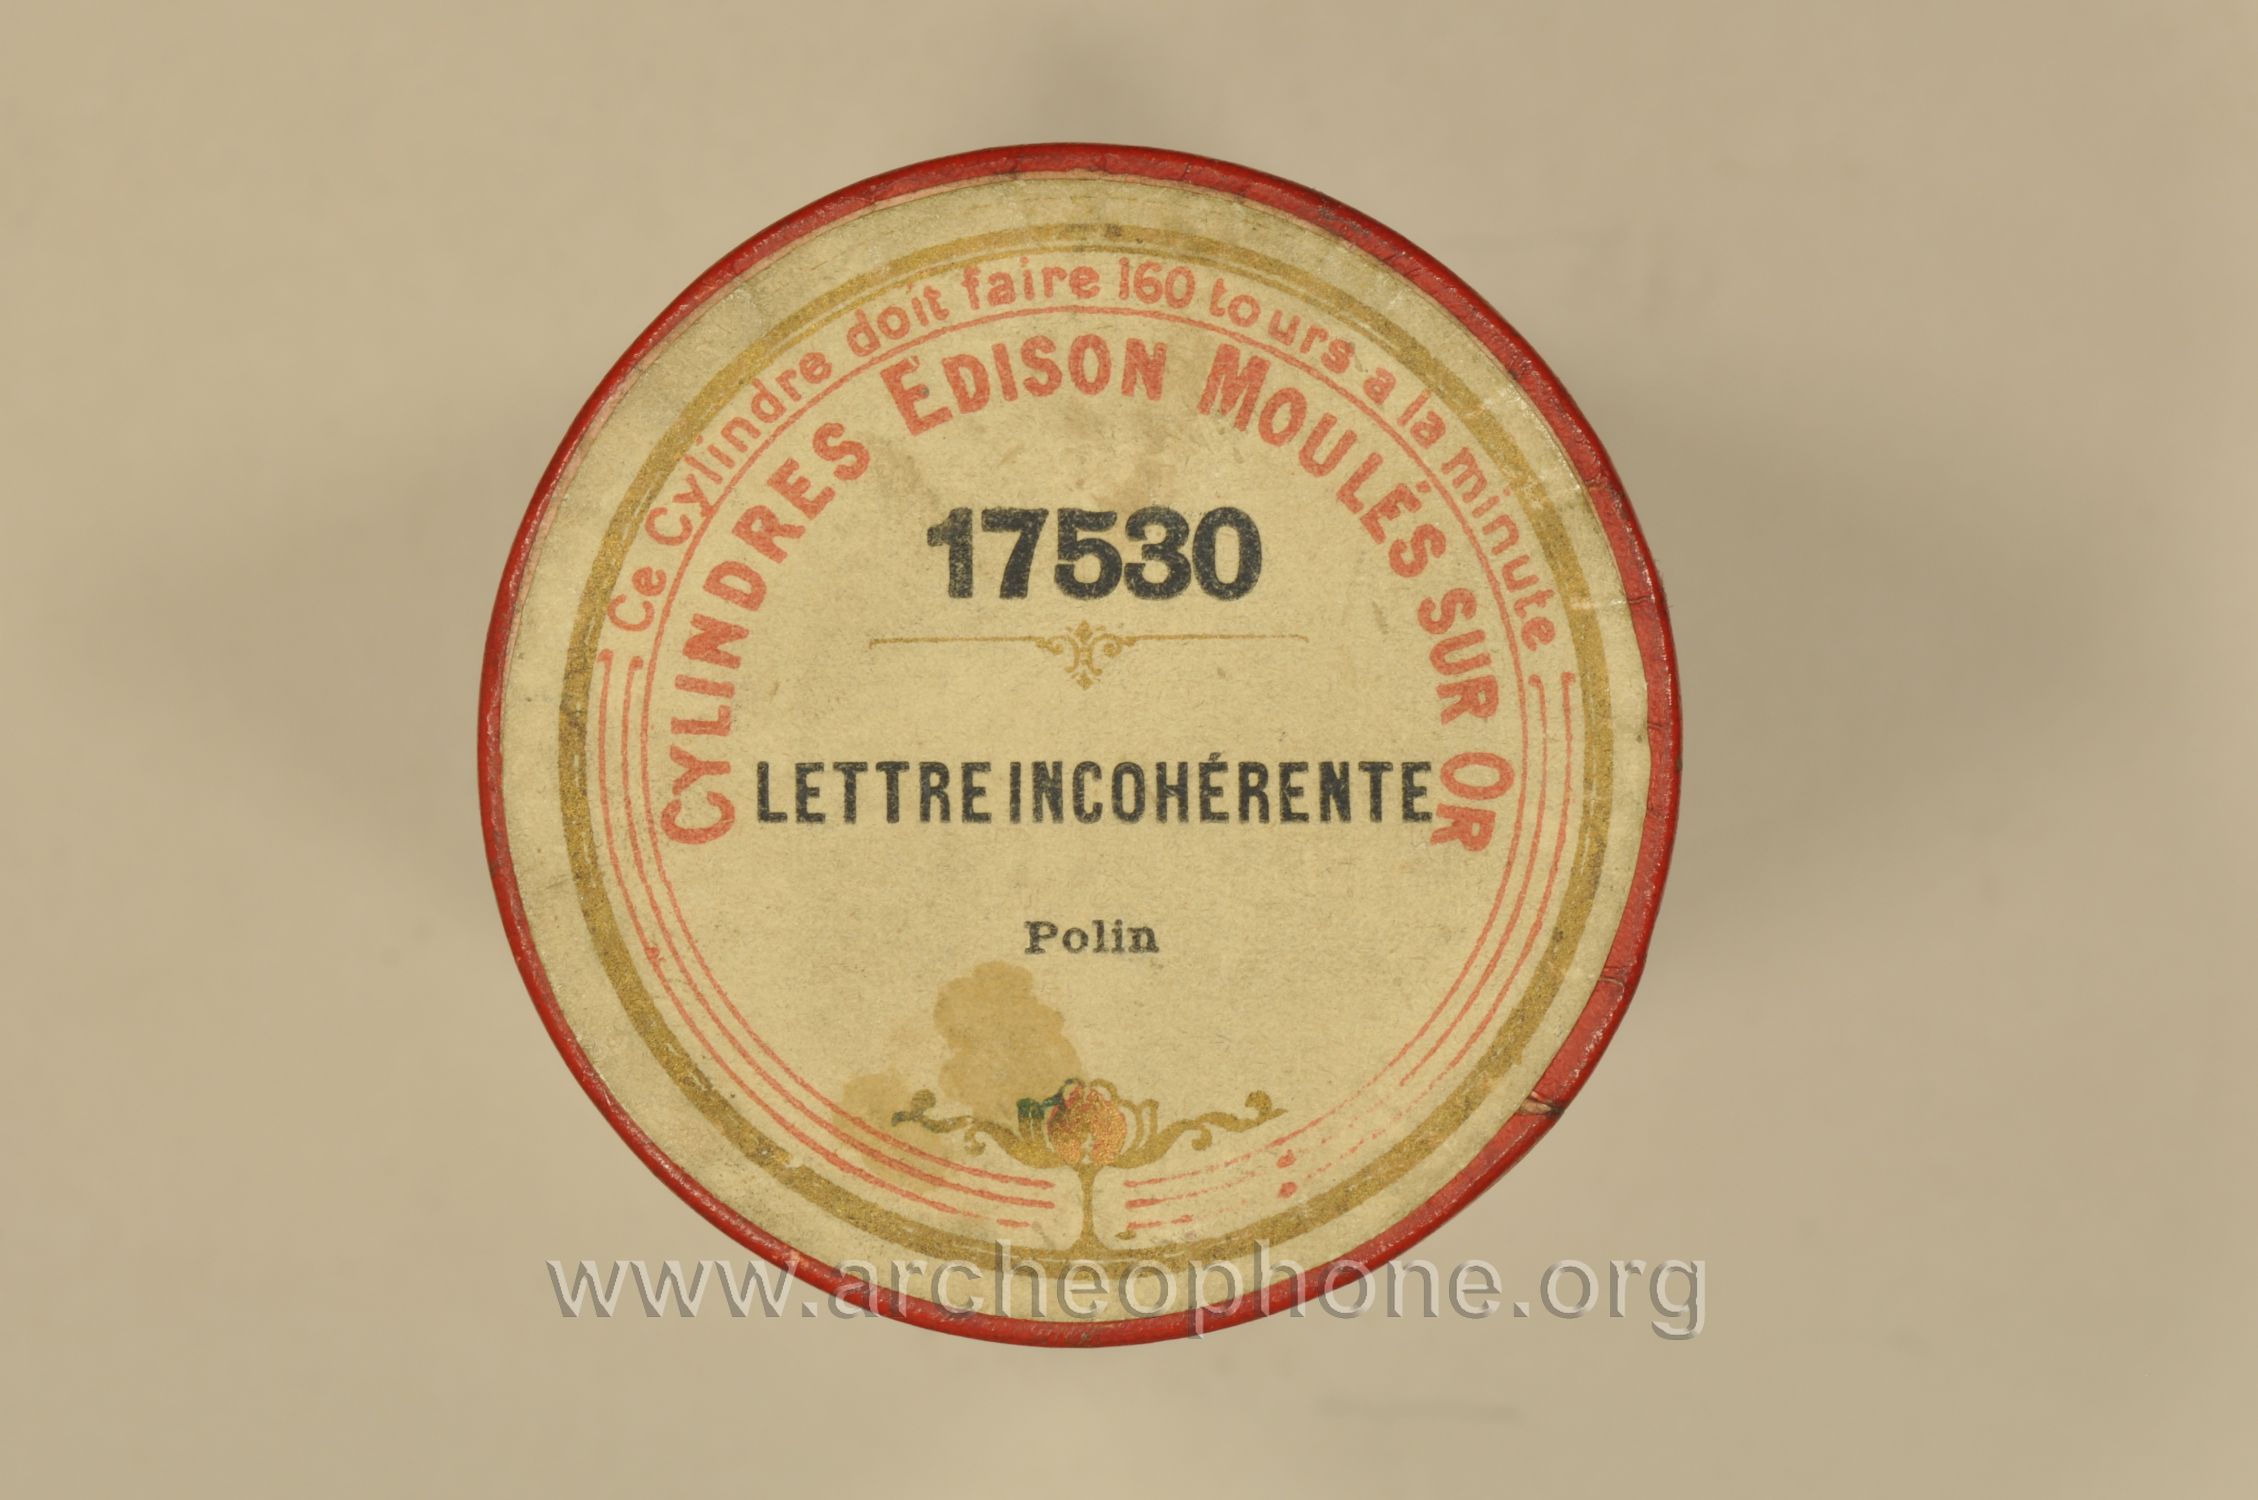 Ce Cylindre doit faire 160 tours a la minute
CYLINDRES EDISON MOULÉS SUR OR
17530
LETTRE INCOHÉRENTE
Polin
www.archeophone.org